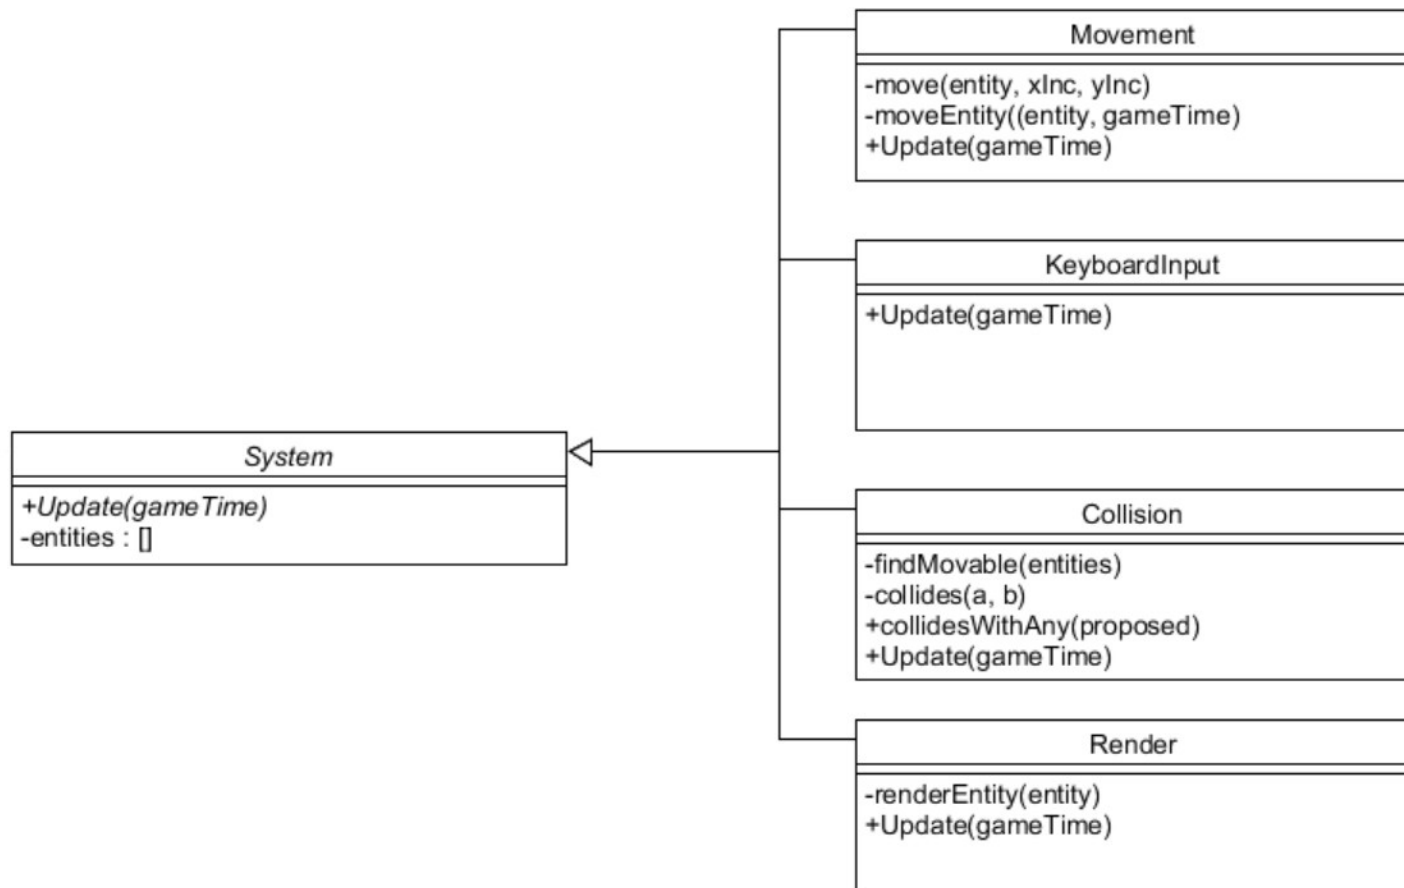 Movement
-move(entity, xInc, yInc)
-moveEntity((entity, gameTime)
+Update(gameTime)
KeyboardInput
+Update(gameTime)
System
+Update(gameTime)
-entities : []
Collision
-findMovable(entities)
-collides(a, b)
+collidesWithAny(proposed)
+Update(gameTime)
Render
-renderEntity(entity)
+Update(gameTime)